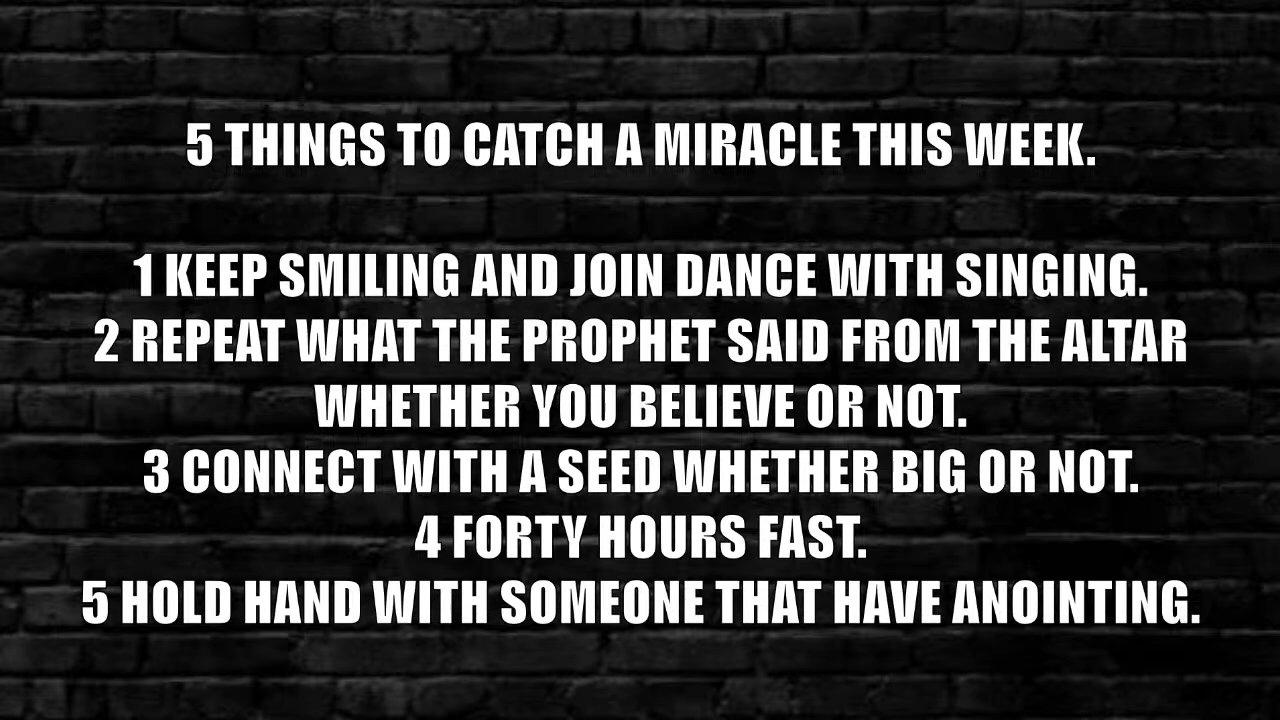 5 THINGS TO CATCH A MIRACLE THIS WEEK.
1 KEEP SMILING AND JOIN DANCE WITH SINGING.
2 REPEAT WHAT THE PROPHET SAID FROM THE ALTAR
WHETHER YOU BELIEVE OR NOT.
3 CONNECT WITH A SEED WHETHER BIG OR NOT.
4 FORTY HOURS FAST.
5 HOLD HAND WITH SOMEONE THAT HAVE ANOINTING.